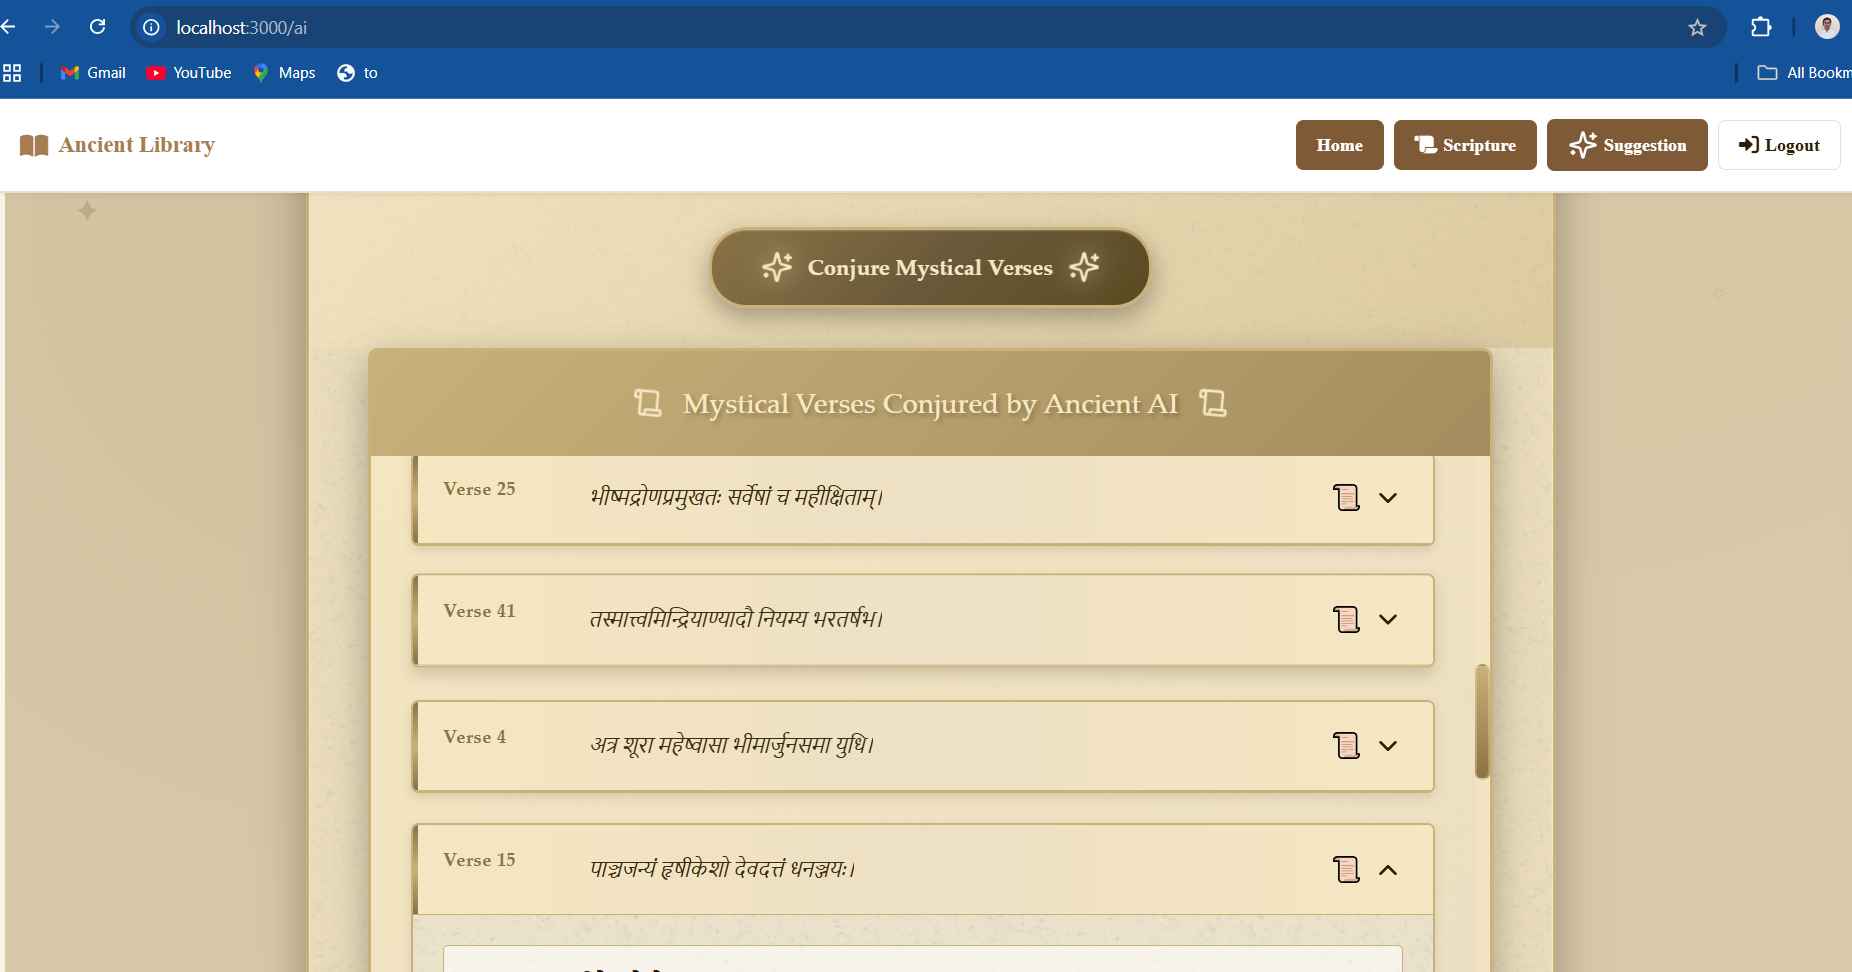 localhost:3000/ai
Gmail YouTube Maps to All Bookm
Ancient Library Home Scripture Suggestion Logout
Conjure Mystical Verses
Mystical Verses Conjured by Ancient AI
Verse 25 भीष्मद्रोणप्रमुखतः सर्वेषां च महीक्षिताम्।
Verse 41 तस्मात्त्वमिन्द्रियाण्यादौ नियम्य भरतर्षभ।
Verse 4 अत्र शूरा महेष्वासा भीमार्जुनसमा युधि।
Verse 15 पाञ्चजन्यं हृषीकेशो देवदत्तं धनञ्जयः।